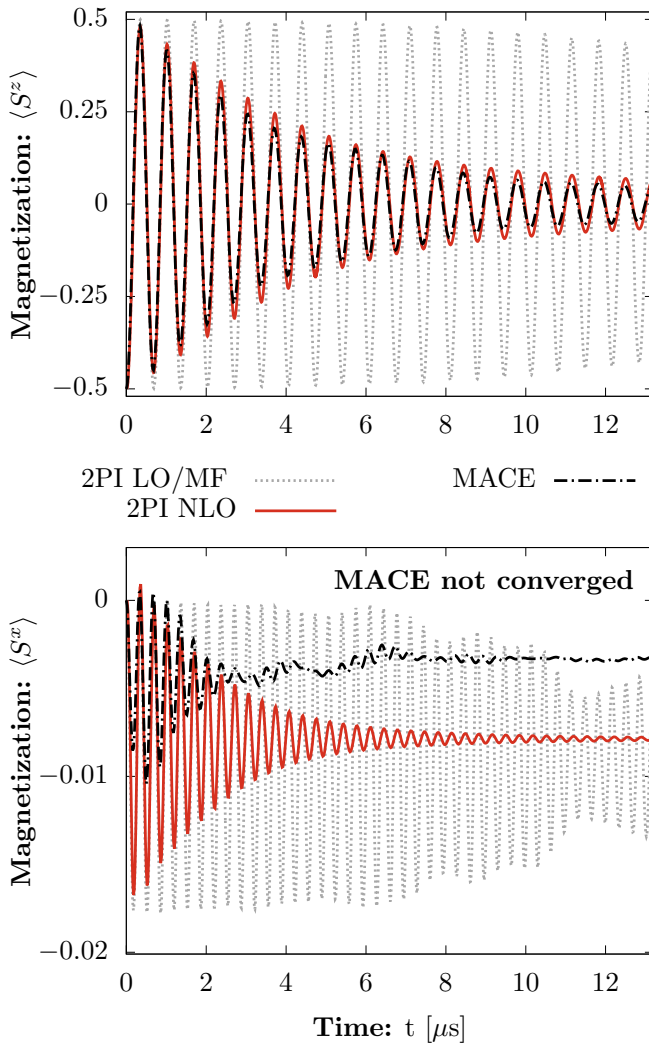 0.5
0.25
0
−0.25
−0.5
Magnetization: ⟨S^z⟩
0 2 4 6 8 10 12
2PI LO/MF MACE
2PI NLO
MACE not converged
0
−0.01
−0.02
Magnetization: ⟨S^x⟩
0 2 4 6 8 10 12
Time: t [μs]